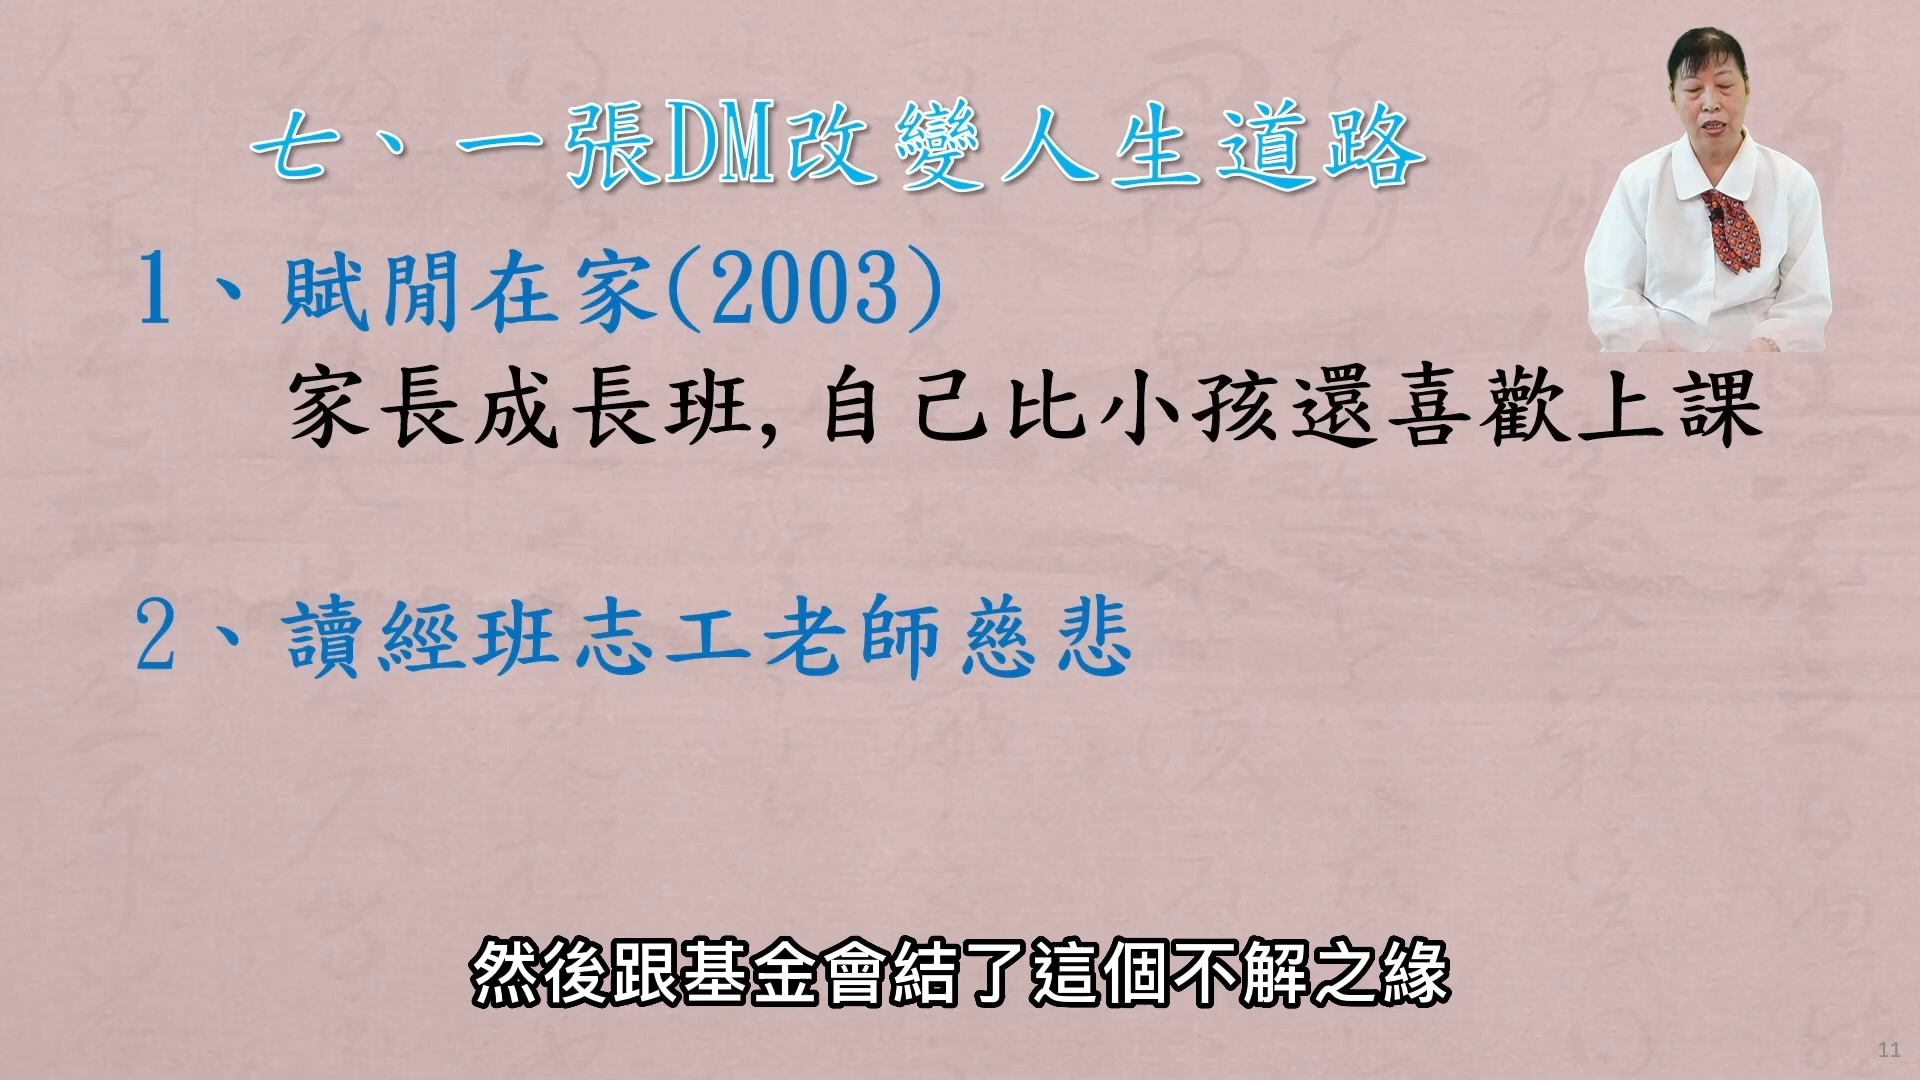 七、一張DM改變人生道路
1、賦閒在家(2003)
家長成長班,自己比小孩還喜歡上課
2、讀經班志工老師慈悲
然後跟基金會結了這個不解之緣
11